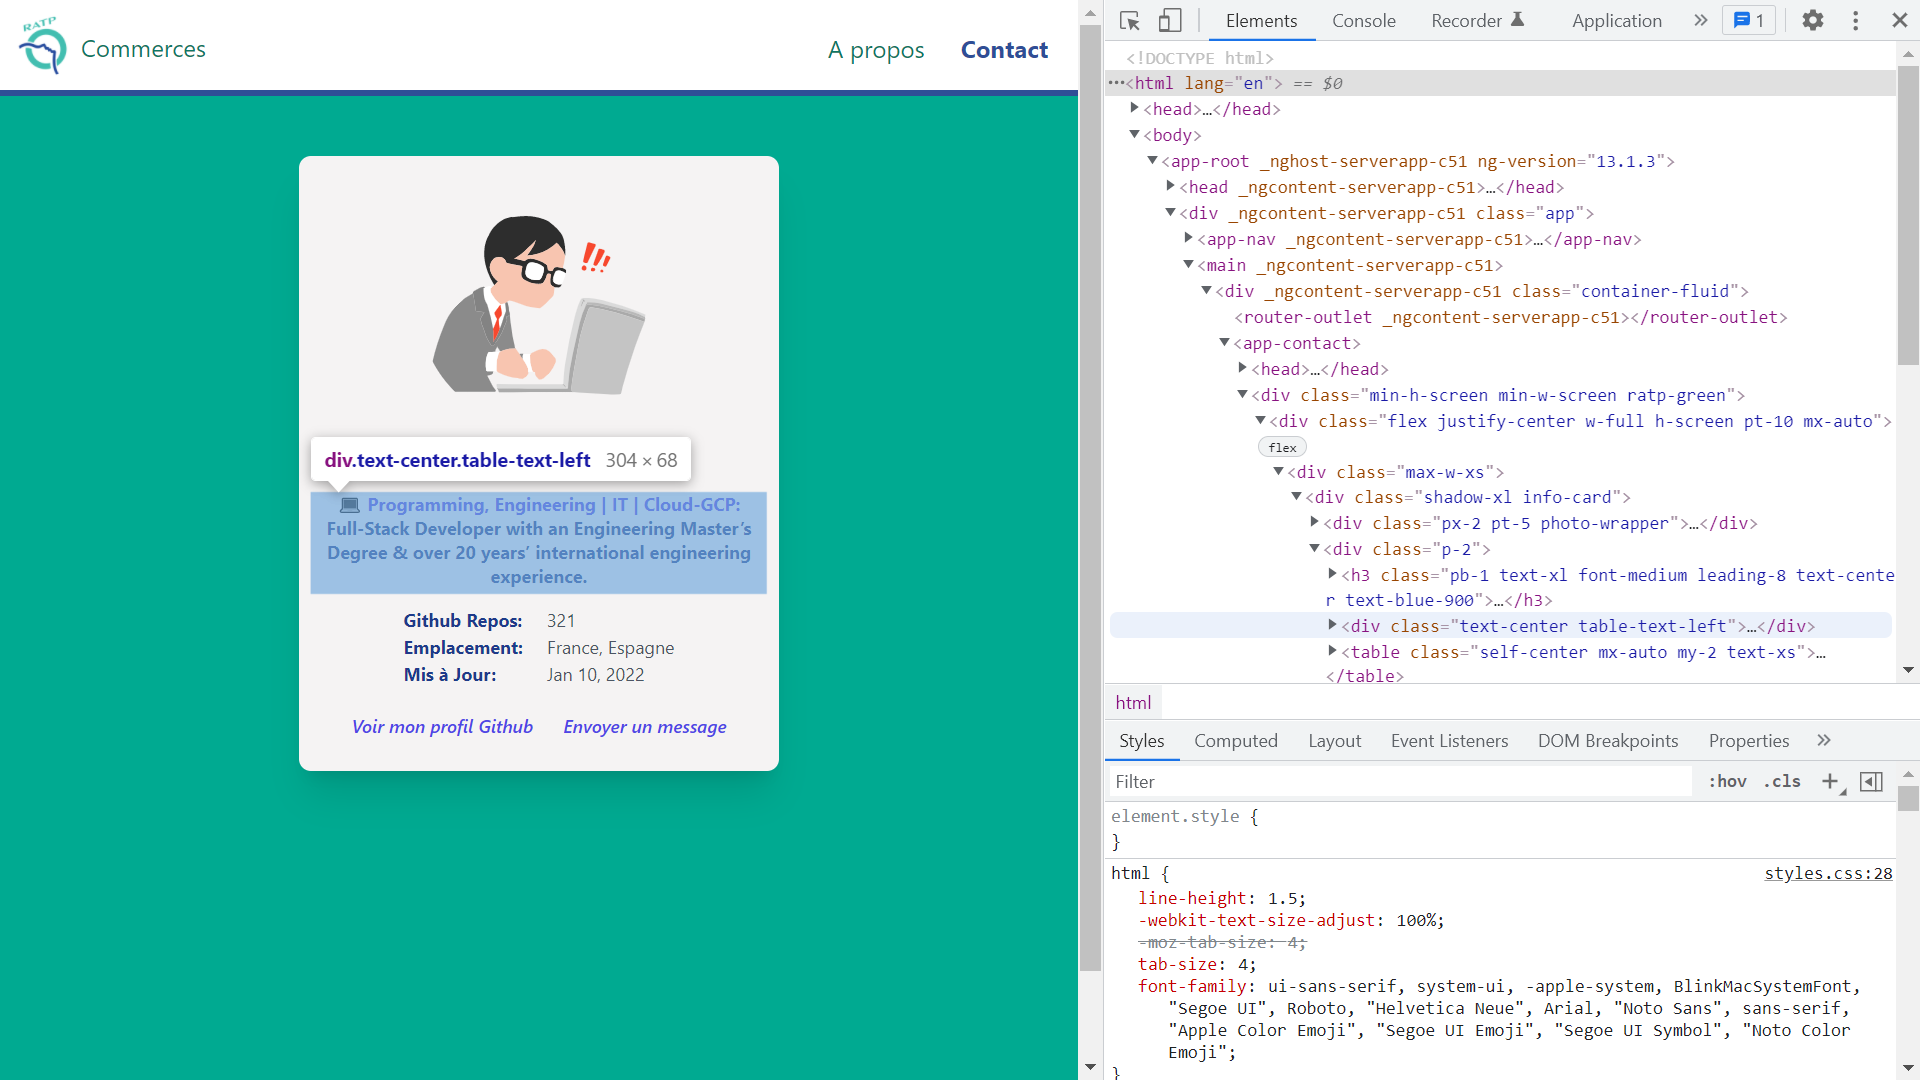 RATP
Commerces
A propos
Contact
div.text-center.table-text-left 304 × 68
💻 Programming, Engineering | IT | Cloud-GCP:
Full-Stack Developer with an Engineering Master’s
Degree & over 20 years’ international engineering
experience.
Github Repos: 321
Emplacement: France, Espagne
Mis à Jour: Jan 10, 2022
Voir mon profil Github
Envoyer un message
Elements
Console
Recorder
Application
» 1
<!DOCTYPE html>
···<html lang="en"> == $0
<head>…</head>
<body>
<app-root _nghost-serverapp-c51 ng-version="13.1.3">
<head _ngcontent-serverapp-c51>…</head>
<div _ngcontent-serverapp-c51 class="app">
<app-nav _ngcontent-serverapp-c51>…</app-nav>
<main _ngcontent-serverapp-c51>
<div _ngcontent-serverapp-c51 class="container-fluid">
<router-outlet _ngcontent-serverapp-c51></router-outlet>
<app-contact>
<head>…</head>
<div class="min-h-screen min-w-screen ratp-green">
<div class="flex justify-center w-full h-screen pt-10 mx-auto">
flex
<div class="max-w-xs">
<div class="shadow-xl info-card">
<div class="px-2 pt-5 photo-wrapper">…</div>
<div class="p-2">
<h3 class="pb-1 text-xl font-medium leading-8 text-cente
r text-blue-900">…</h3>
<div class="text-center table-text-left">…</div>
<table class="self-center mx-auto my-2 text-xs">…
</table>
html
Styles
Computed
Layout
Event Listeners
DOM Breakpoints
Properties
»
Filter
:hov .cls +
element.style {
}
html {
styles.css:28
line-height: 1.5;
-webkit-text-size-adjust: 100%;
-moz-tab-size: 4;
tab-size: 4;
font-family: ui-sans-serif, system-ui, -apple-system, BlinkMacSystemFont,
"Segoe UI", Roboto, "Helvetica Neue", Arial, "Noto Sans", sans-serif,
"Apple Color Emoji", "Segoe UI Emoji", "Segoe UI Symbol", "Noto Color
Emoji";
}